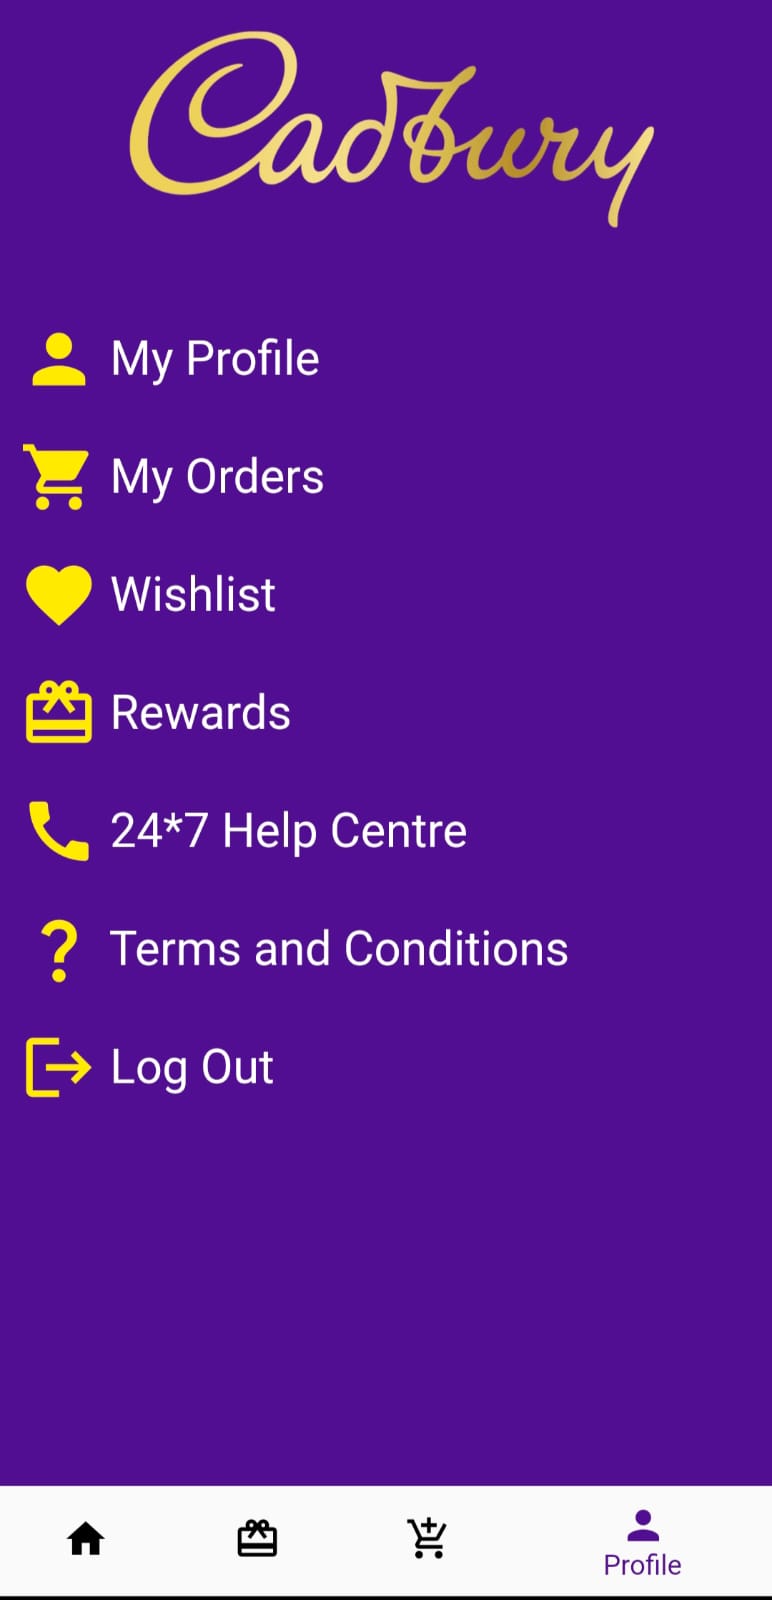 Cadbury
My Profile
My Orders
Wishlist
Rewards
24*7 Help Centre
Terms and Conditions
Log Out
Profile